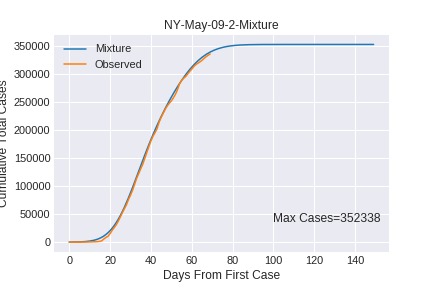 NY-May-09-2-Mixture
Cumulative Total Cases
350000
300000
250000
200000
150000
100000
50000
0
Mixture
Observed
Max Cases=352338
0 20 40 60 80 100 120 140
Days From First Case